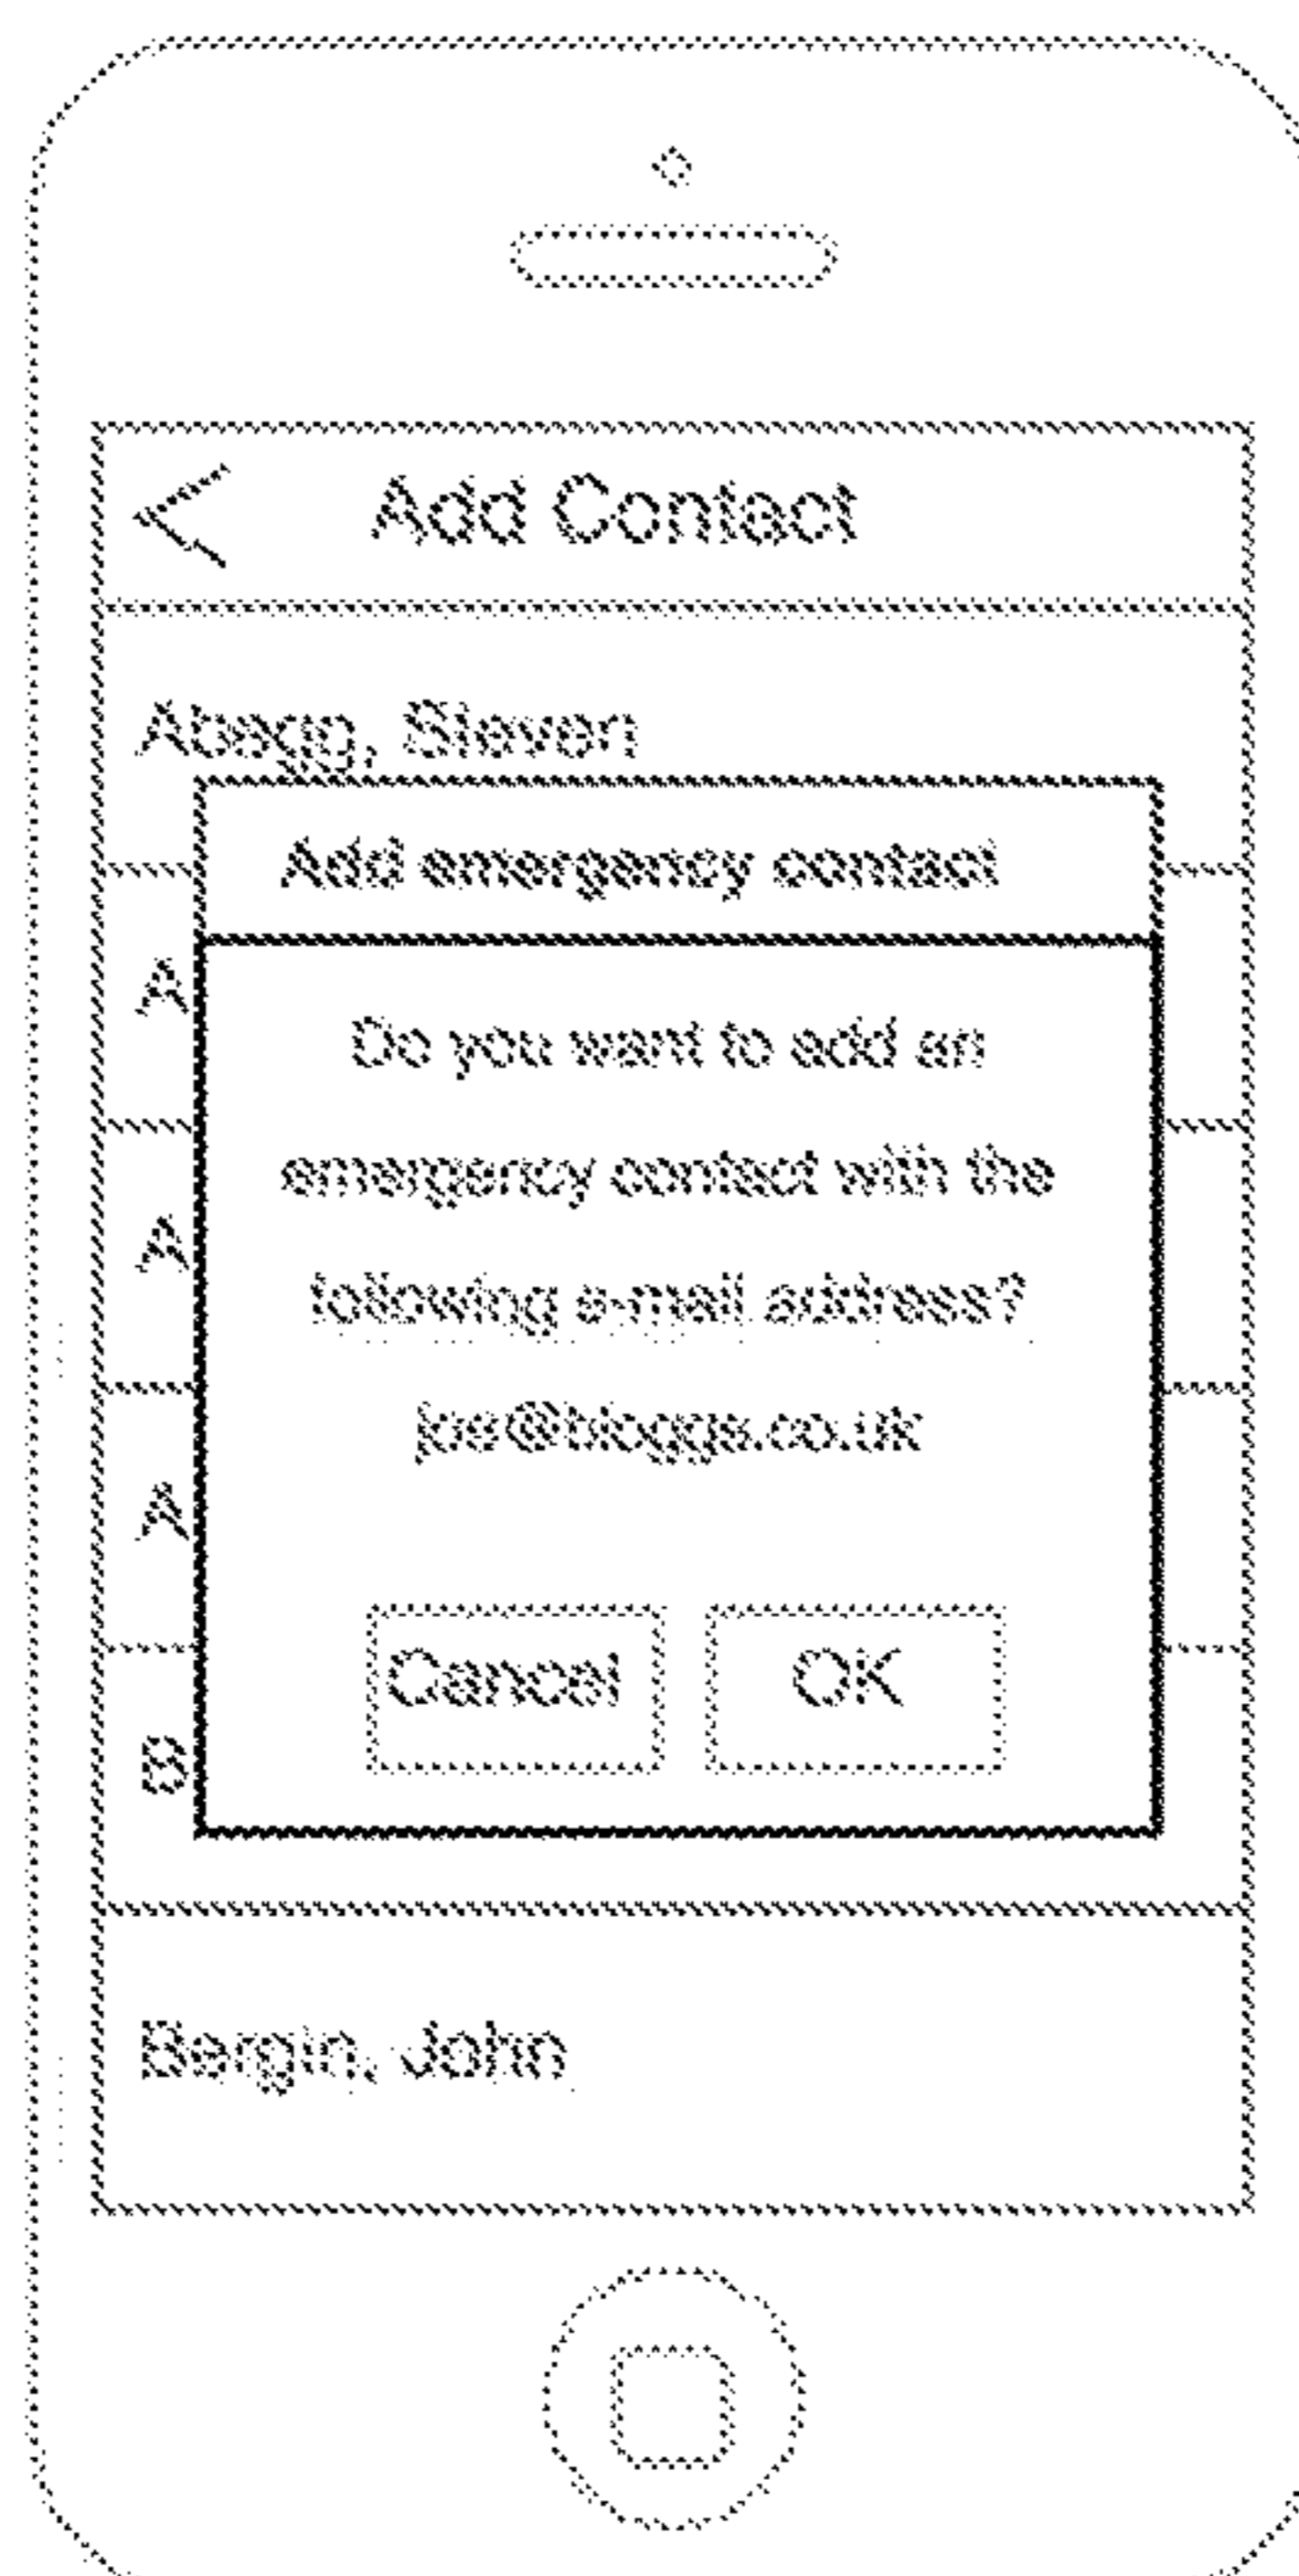 Add Contact
Abegg, Steven
Add emergency contact
A
Do you want to add an
emergency contact with the
A
following e-mail address?
joe@bloggs.co.uk
A
Cancel OK
B
Bergin, John